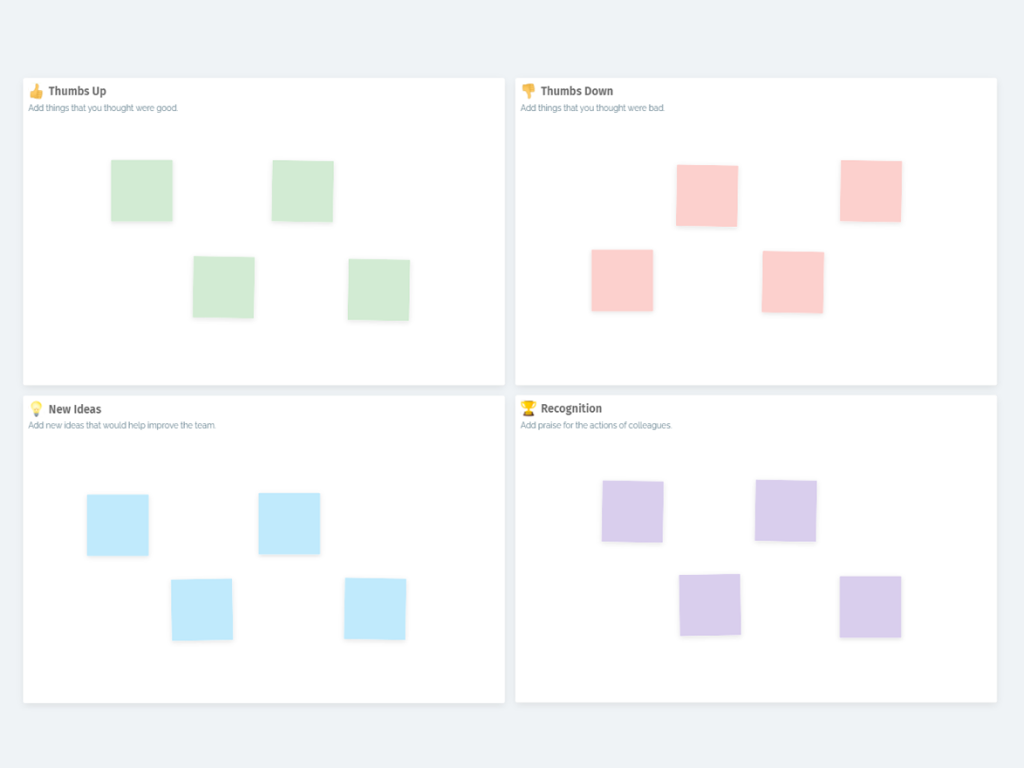 Thumbs Up
Add things that you thought were good.
Thumbs Down
Add things that you thought were bad.
New Ideas
Add new ideas that would help improve the team.
Recognition
Add praise for the actions of colleagues.